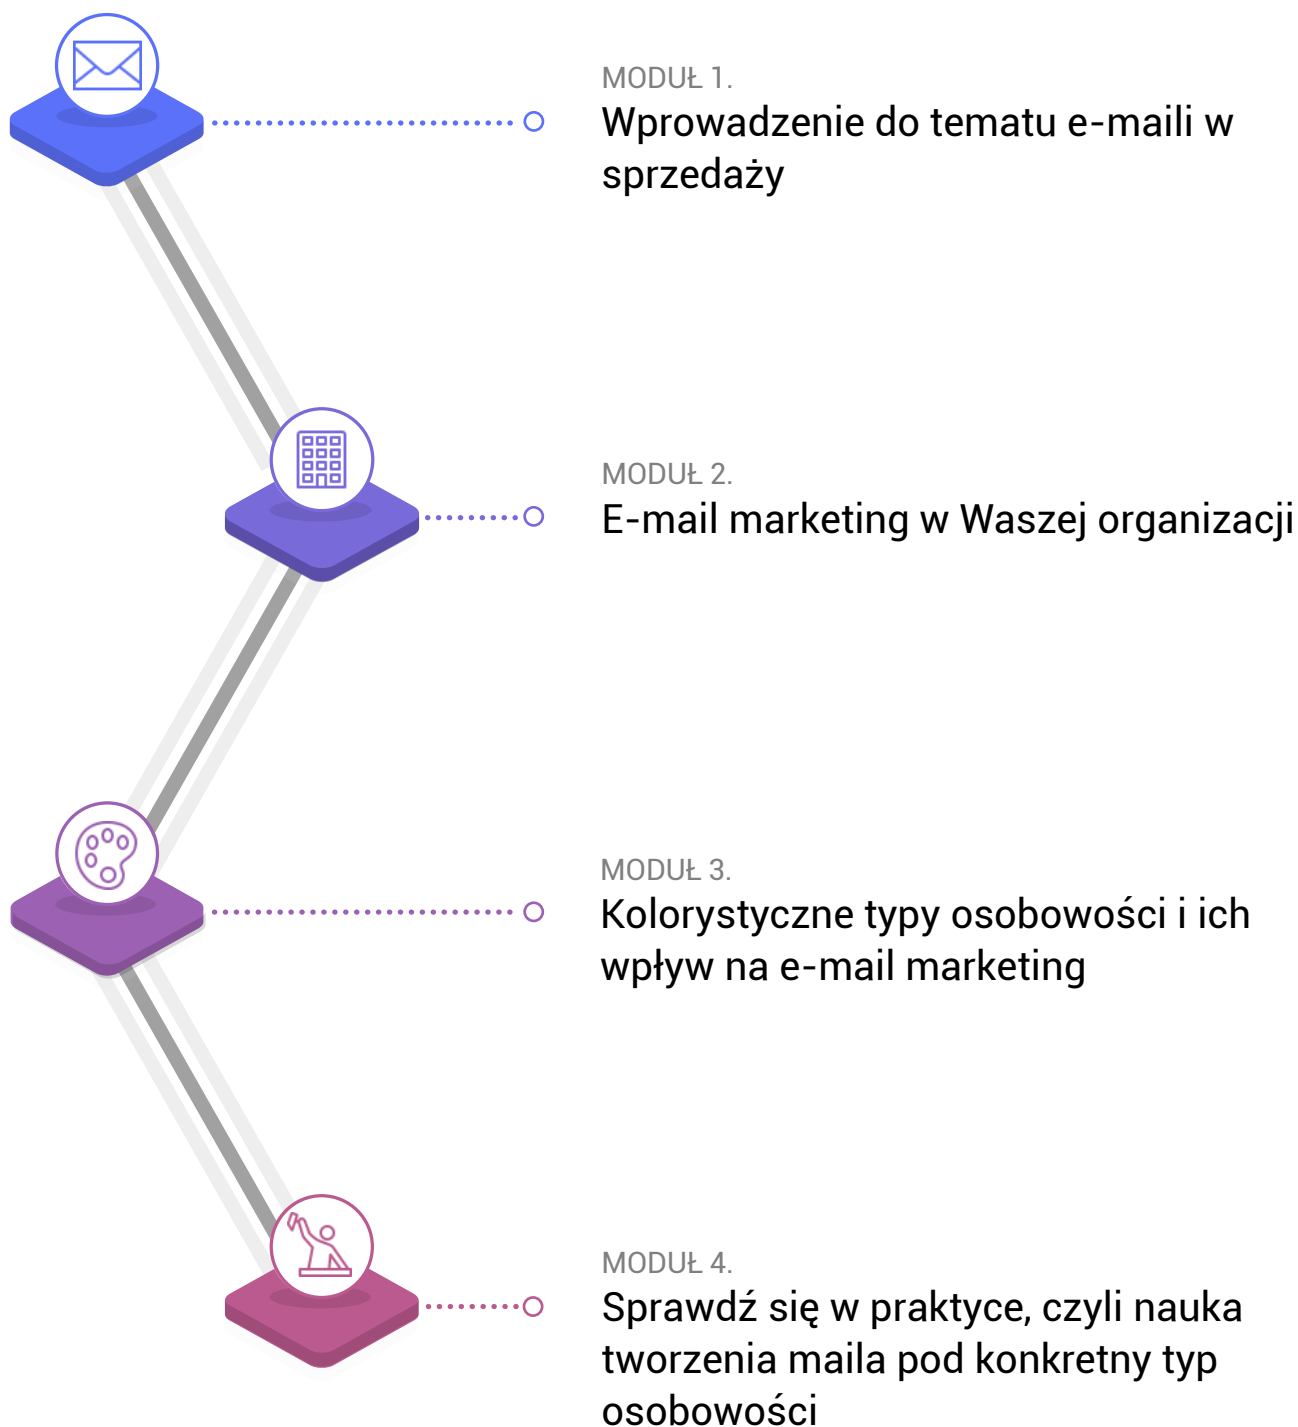 MODUŁ 1.
Wprowadzenie do tematu e-maili w
sprzedaży
MODUŁ 2.
E-mail marketing w Waszej organizacji
MODUŁ 3.
Kolorystyczne typy osobowości i ich
wpływ na e-mail marketing
MODUŁ 4.
Sprawdź się w praktyce, czyli nauka
tworzenia maila pod konkretny typ
osobowości